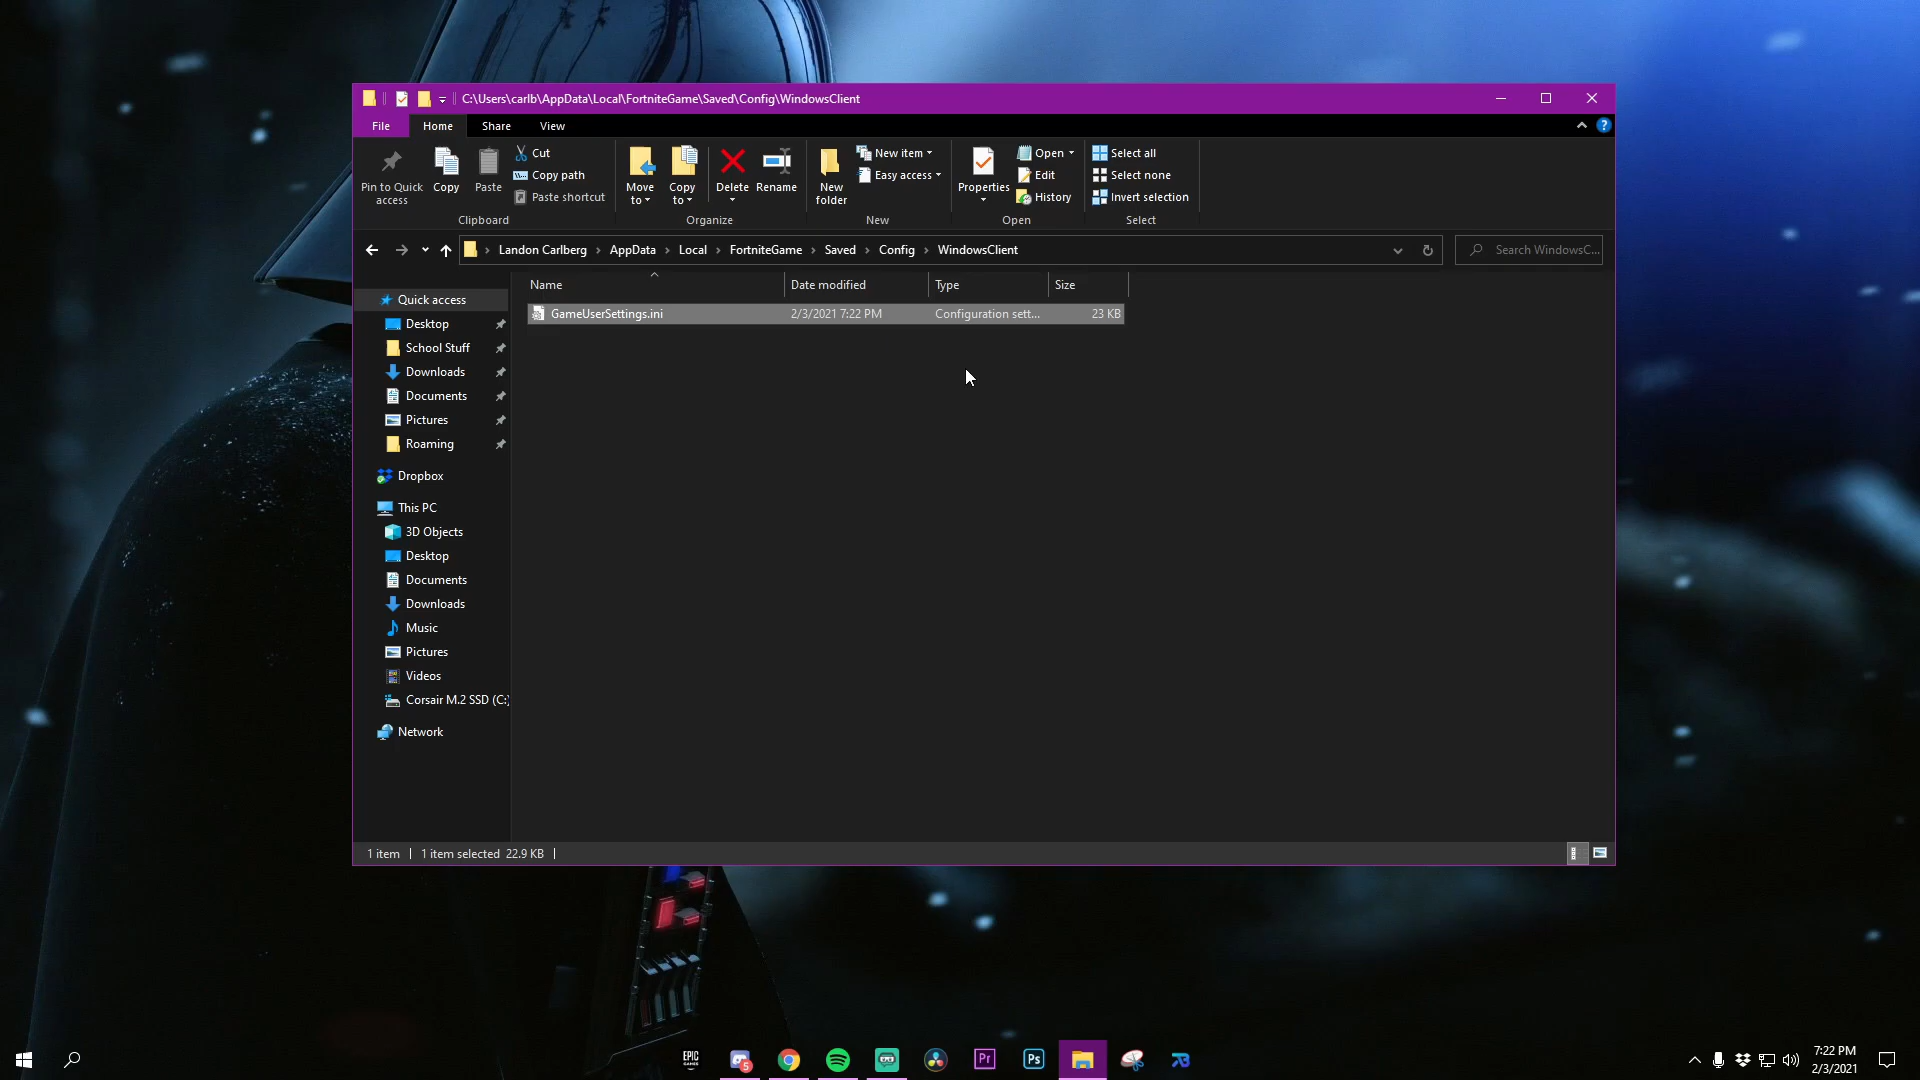 C:\Users\carlb\AppData\Local\FortniteGame\Saved\Config\WindowsClient
File Home Share View
Pin to Quick access
Copy
Paste
Cut
Copy path
Paste shortcut
Clipboard
Move to
Copy to
Delete
Rename
Organize
New folder
New item
Easy access
New
Properties
Open
Edit
History
Open
Select all
Select none
Invert selection
Select
Landon Carlberg › AppData › Local › FortniteGame › Saved › Config › WindowsClient
Search WindowsC...
Name Date modified Type Size
GameUserSettings.ini 2/3/2021 7:22 PM Configuration sett... 23 KB
Quick access
Desktop
School Stuff
Downloads
Documents
Pictures
Roaming
Dropbox
This PC
3D Objects
Desktop
Documents
Downloads
Music
Pictures
Videos
Corsair M.2 SSD (C:)
Network
1 item 1 item selected 22.9 KB
EPIC GAMES
5
Pr
Ps
7:22 PM
2/3/2021